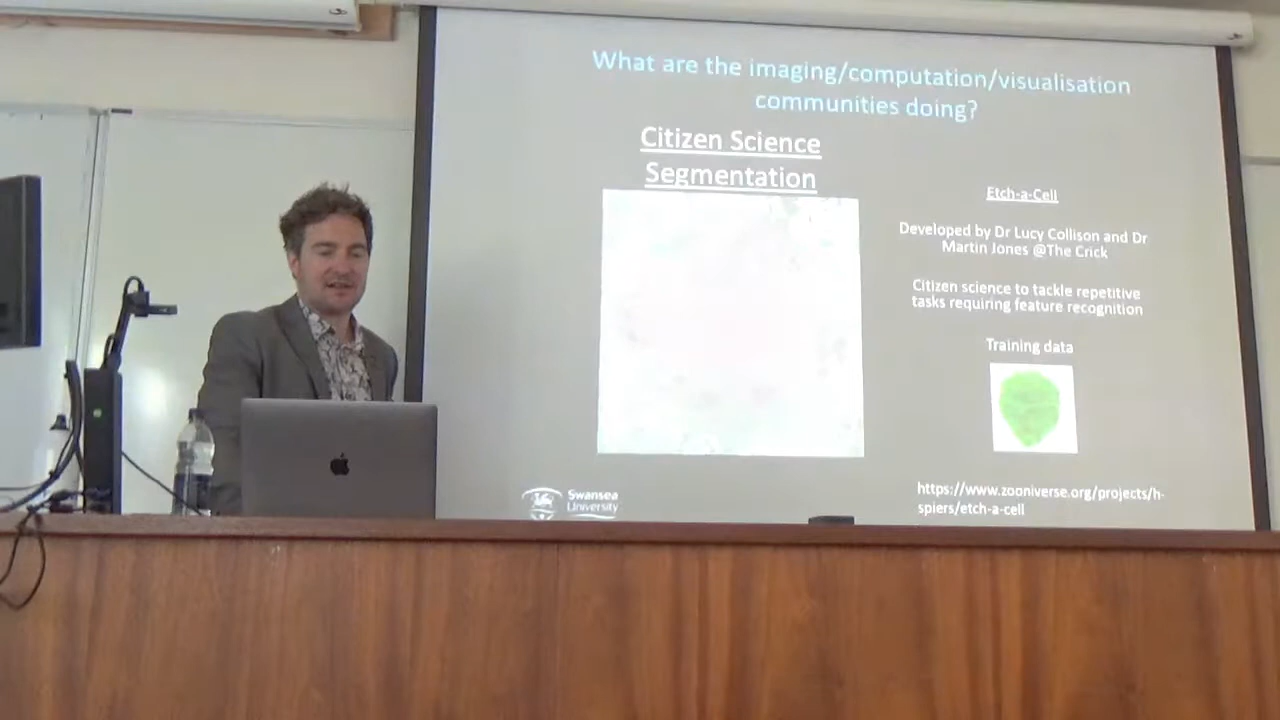 What are the imaging/computation/visualisation
communities doing?
Citizen Science
Segmentation
Etch-a-Cell
Developed by Dr Lucy Collison and Dr
Martin Jones @The Crick
Citizen science to tackle repetitive
tasks requiring feature recognition
Training data
https://www.zooniverse.org/projects/h-
spiers/etch-a-cell
Swansea
University